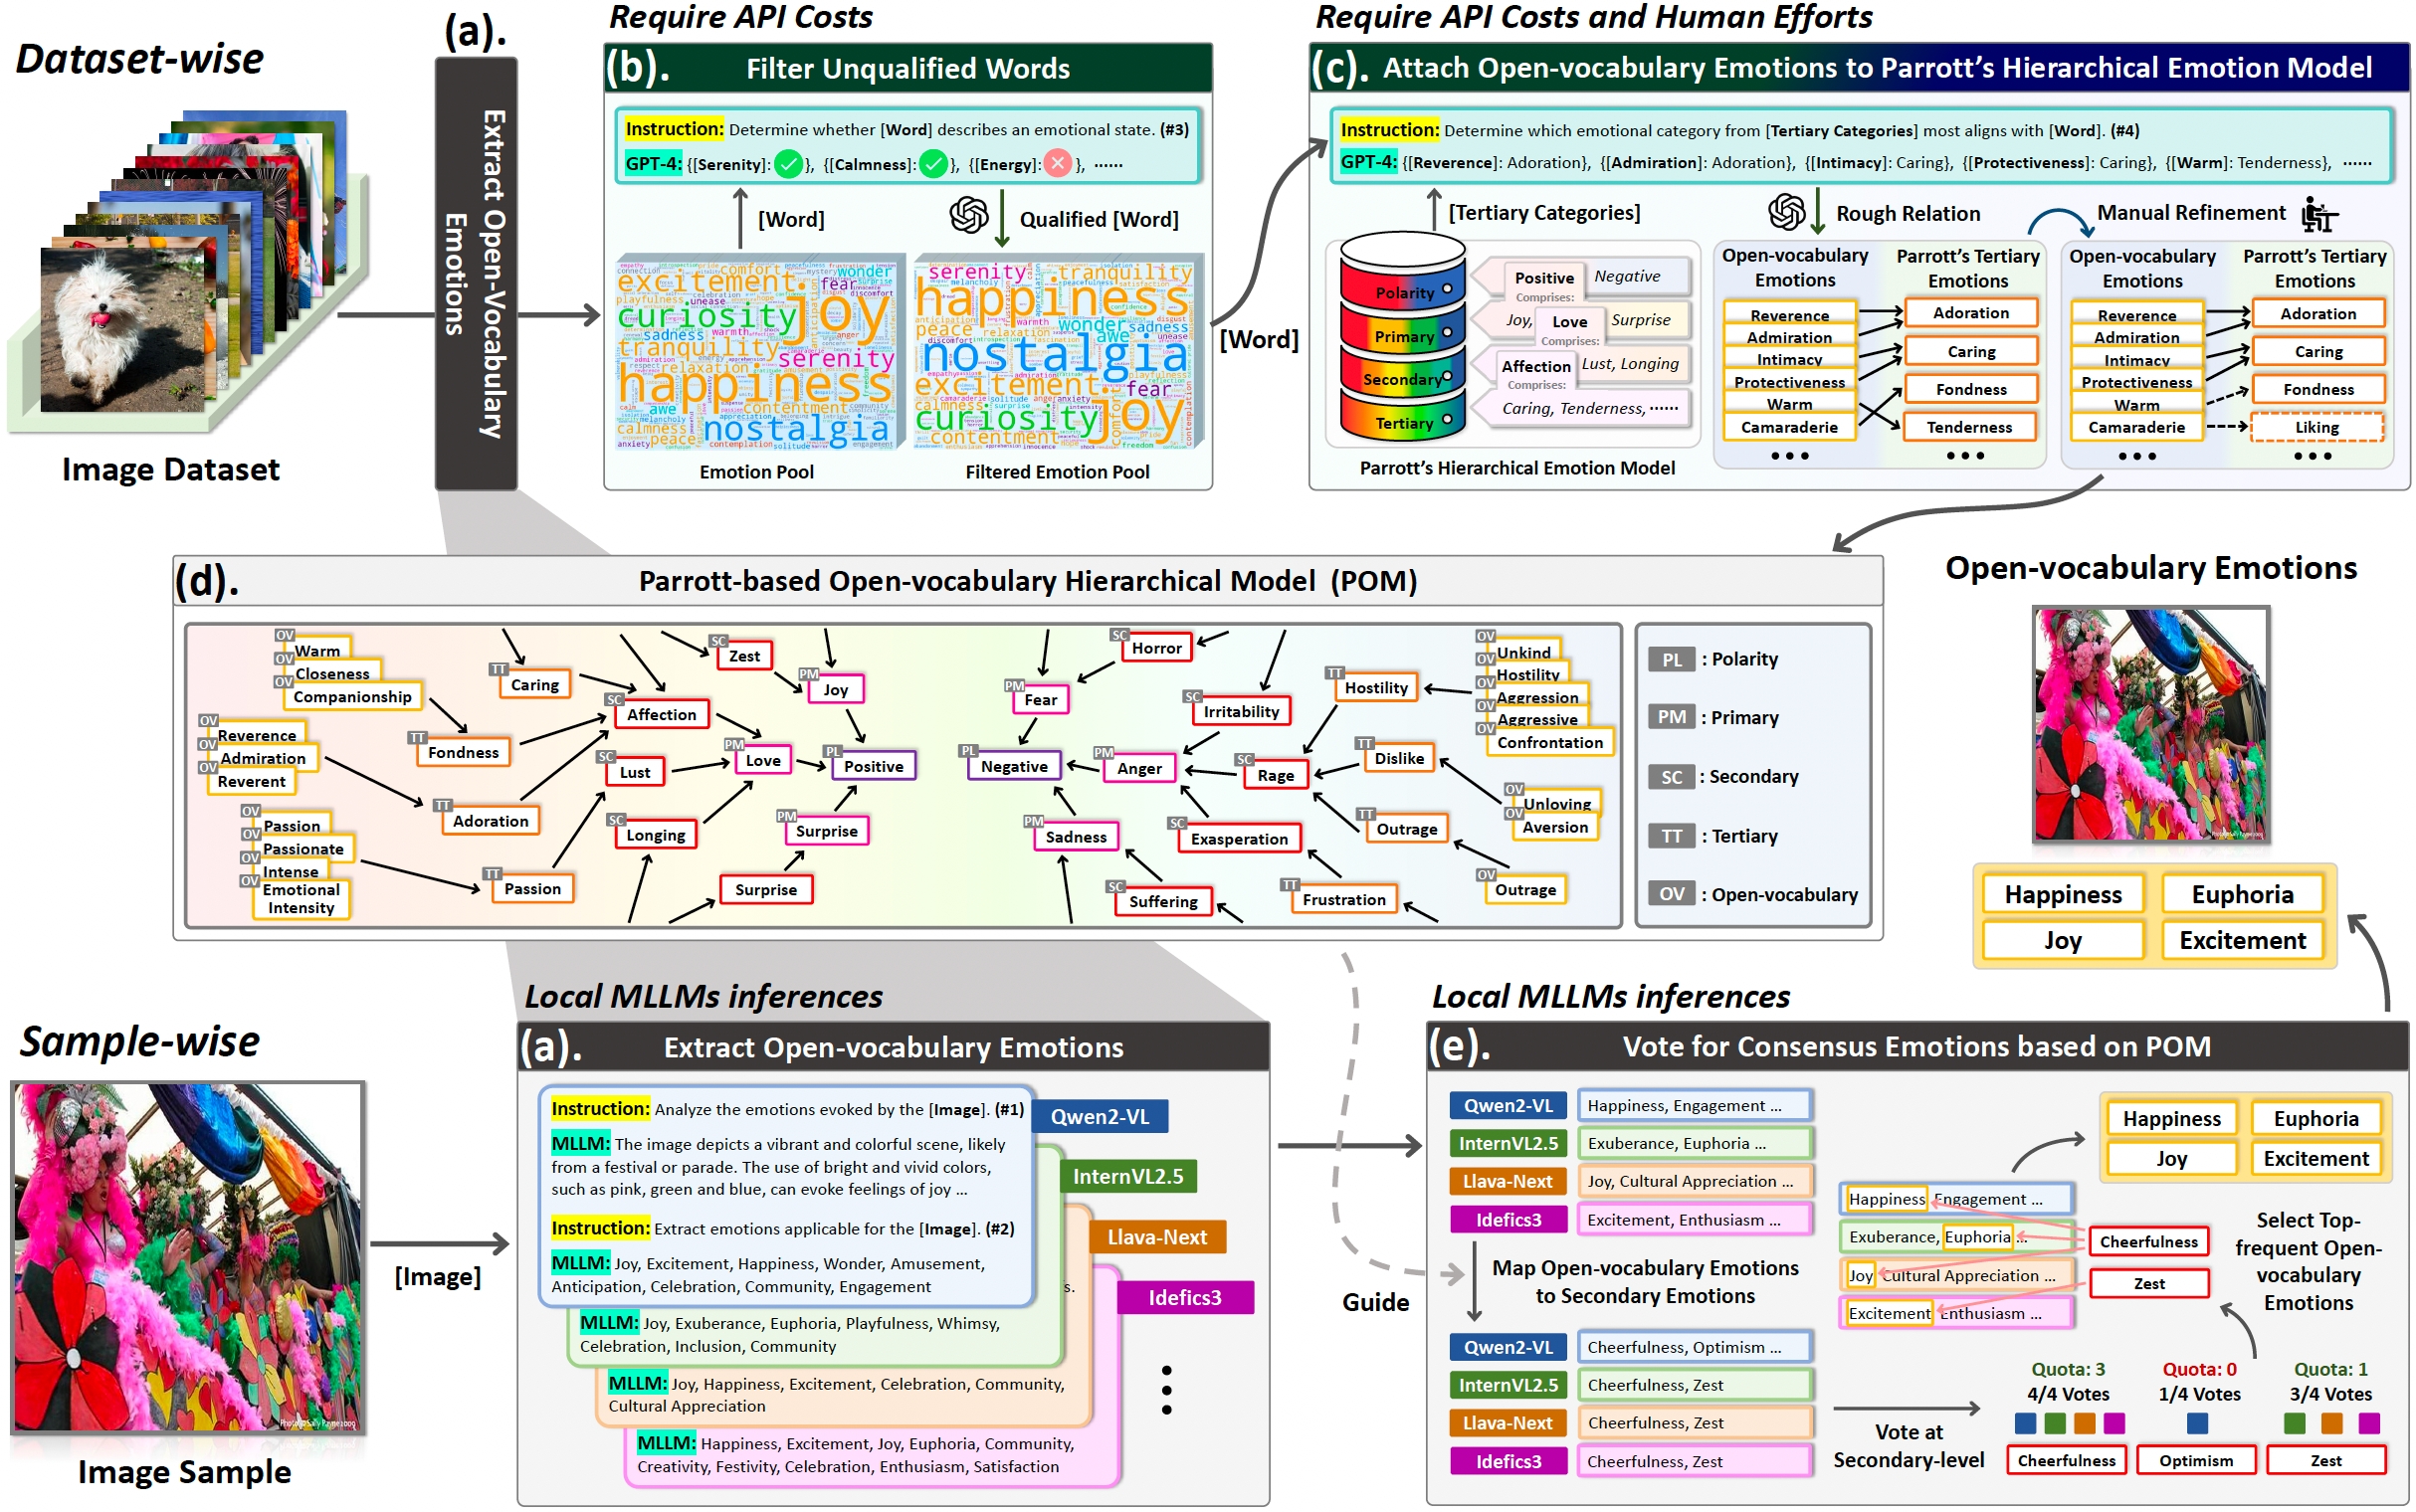 Dataset-wise
Image Dataset
(a).
Extract Open-Vocabulary
Emotions
Require API Costs
(b).
Filter Unqualified Words
Instruction: Determine whether [Word] describes an emotional state. (#3)
GPT-4: {[Serenity]: }, {[Calmness]: }, {[Energy]: }, ······
[Word]
Qualified [Word]
excitement
comfort
wonder
fear
joy
curiosity
sadness
warmth
tranquility
serenity
relaxation
happiness
awe
contentment
calmness
peace
nostalgia
anxiety
contemplation
solitude
Emotion Pool
serenity
tranquility
happiness
peace
relaxation
wonder
sadness
awe
nostalgia
excitement
fear
calmness
curiosity
joy
comfort
contentment
freedom
Filtered Emotion Pool
Require API Costs and Human Efforts
(c).
Attach Open-vocabulary Emotions to Parrott’s Hierarchical Emotion Model
Instruction: Determine which emotional category from [Tertiary Categories] most aligns with [Word]. (#4)
GPT-4: {[Reverence]: Adoration}, {[Admiration]: Adoration}, {[Intimacy]: Caring}, {[Protectiveness]: Caring}, {[Warm]: Tenderness}, ······
[Word]
[Tertiary Categories]
Rough Relation
Manual Refinement
Polarity
Primary
Secondary
Tertiary
Positive
Comprises:
Negative
Joy,
Love
Comprises:
Surprise
Affection
Comprises:
Lust, Longing
Caring, Tenderness, ······
Parrott’s Hierarchical Emotion Model
Open-vocabulary
Emotions
Parrott’s Tertiary
Emotions
Reverence
Admiration
Intimacy
Protectiveness
Warm
Camaraderie
Adoration
Caring
Fondness
Tenderness
Open-vocabulary
Emotions
Parrott’s Tertiary
Emotions
Reverence
Admiration
Intimacy
Protectiveness
Warm
Camaraderie
Adoration
Caring
Fondness
Liking
(d).
Parrott-based Open-vocabulary Hierarchical Model (POM)
OV Warm
OV Closeness
OV Companionship
OV Reverence
OV Admiration
OV Reverent
OV Passion
OV Passionate
OV Intense
OV Emotional
Intensity
TT Caring
TT Fondness
TT Adoration
TT Passion
SC Zest
SC Affection
SC Lust
SC Longing
Surprise
PM Joy
PM Love
PM Surprise
PL Positive
PL Negative
PM Fear
PM Anger
PM Sadness
SC Horror
SC Irritability
SC Rage
SC Exasperation
SC Suffering
TT Hostility
TT Dislike
TT Outrage
TT Frustration
OV Unkind
OV Hostility
OV Aggression
OV Aggressive
OV Confrontation
OV Unloving
OV Aversion
OV Outrage
PL : Polarity
PM : Primary
SC : Secondary
TT : Tertiary
OV : Open-vocabulary
Open-vocabulary Emotions
Happiness
Euphoria
Joy
Excitement
Sample-wise
Image Sample
[Image]
Local MLLMs inferences
(a).
Extract Open-vocabulary Emotions
Instruction: Analyze the emotions evoked by the [Image]. (#1)
MLLM: The image depicts a vibrant and colorful scene, likely
from a festival or parade. The use of bright and vivid colors,
such as pink, green and blue, can evoke feelings of joy ...
Instruction: Extract emotions applicable for the [Image]. (#2)
MLLM: Joy, Excitement, Happiness, Wonder, Amusement,
Anticipation, Celebration, Community, Engagement
Qwen2-VL
InternVL2.5
Llava-Next
Idefics3
s.
MLLM: Joy, Exuberance, Euphoria, Playfulness, Whimsy,
Celebration, Inclusion, Community
MLLM: Joy, Happiness, Excitement, Celebration, Community,
Cultural Appreciation
MLLM: Happiness, Excitement, Joy, Euphoria, Community,
Creativity, Festivity, Celebration, Enthusiasm, Satisfaction
Guide
Local MLLMs inferences
(e).
Vote for Consensus Emotions based on POM
Qwen2-VL Happiness, Engagement ...
InternVL2.5 Exuberance, Euphoria ...
Llava-Next Joy, Cultural Appreciation ...
Idefics3 Excitement, Enthusiasm ...
Map Open-vocabulary Emotions
to Secondary Emotions
Qwen2-VL Cheerfulness, Optimism ...
InternVL2.5 Cheerfulness, Zest
Llava-Next Cheerfulness, Zest
Idefics3 Cheerfulness, Zest
Vote at
Secondary-level
Quota: 3
4/4 Votes
Cheerfulness
Quota: 0
1/4 Votes
Optimism
Quota: 1
3/4 Votes
Zest
Cheerfulness
Zest
Select Top-
frequent Open-
vocabulary
Emotions
Happiness Engagement ...
Exuberance, Euphoria ...
Joy Cultural Appreciation ...
Excitement Enthusiasm ...
Happiness
Euphoria
Joy
Excitement